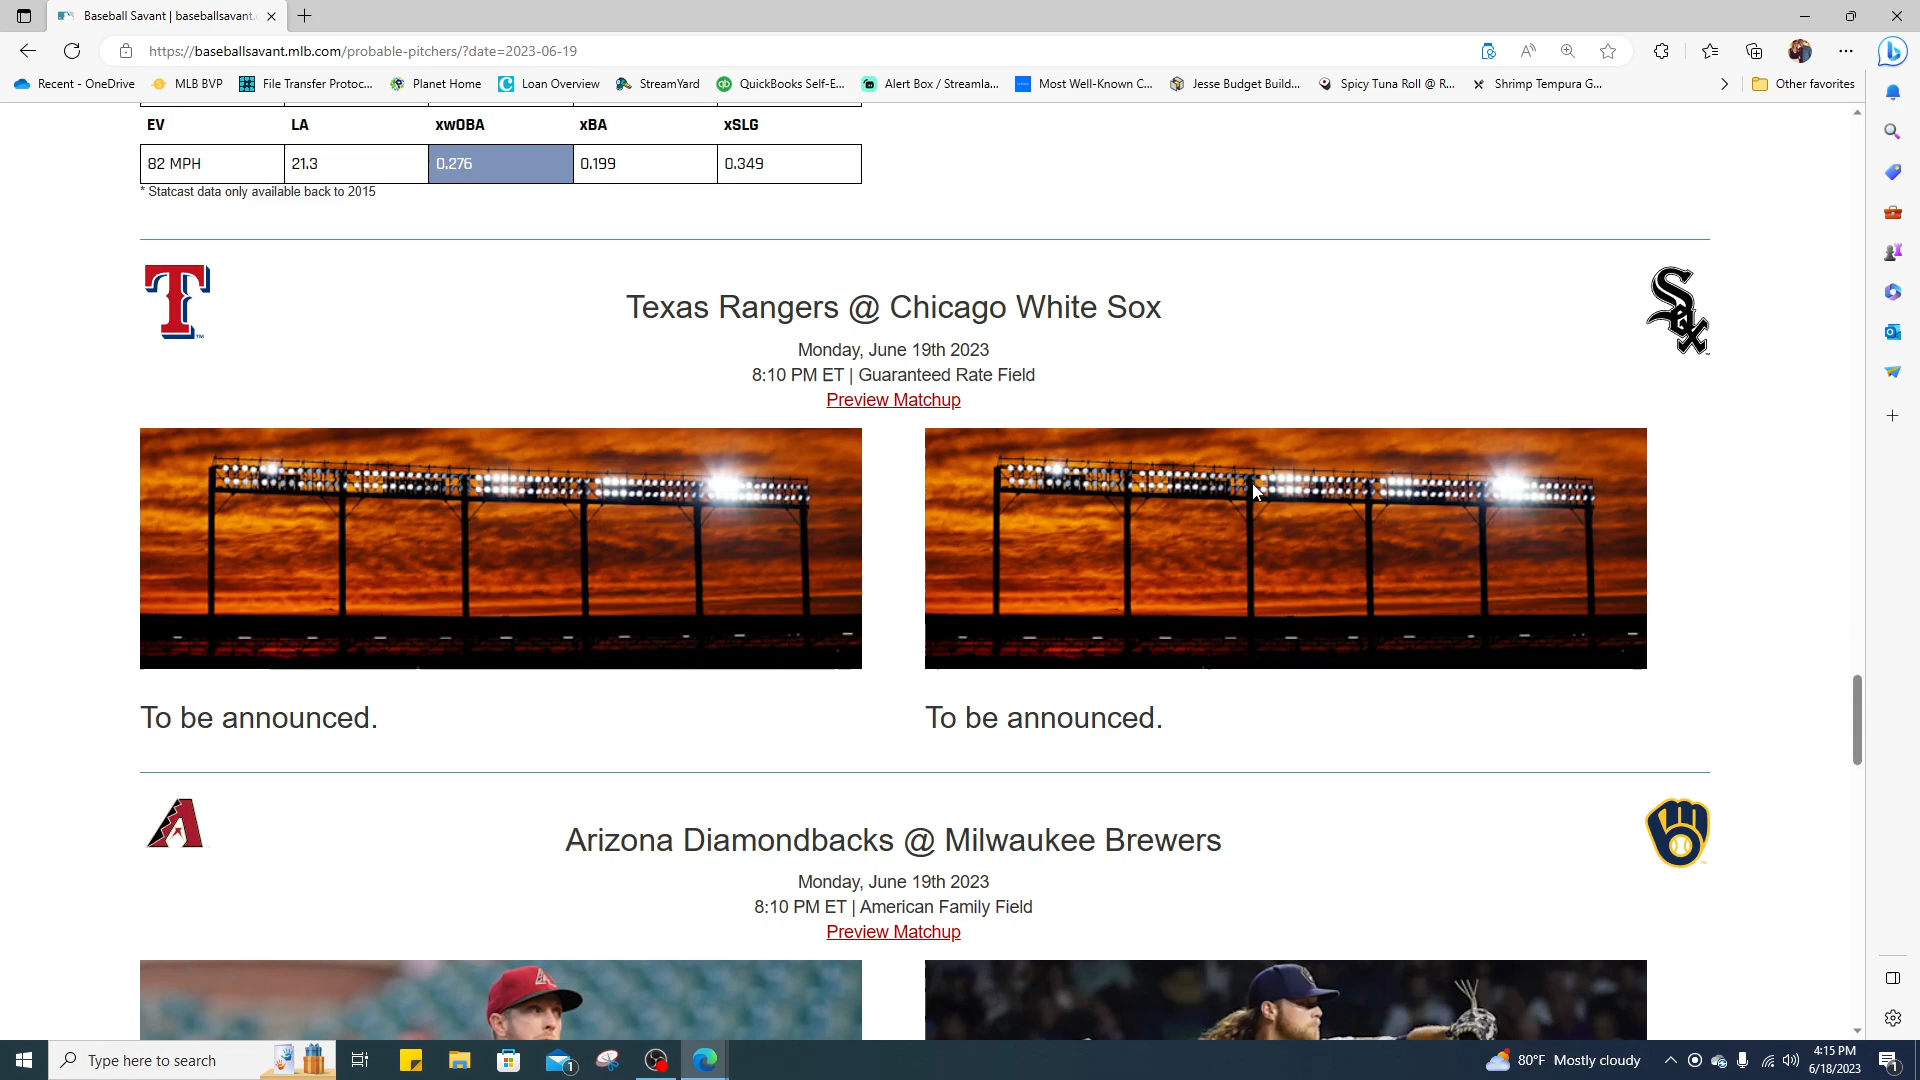 Baseball Savant | baseballsavant.
https://baseballsavant.mlb.com/probable-pitchers/?date=2023-06-19
Recent - OneDrive
MLB BVP
File Transfer Protoc...
Planet Home
Loan Overview
StreamYard
QuickBooks Self-E...
Alert Box / Streamla...
Most Well-Known C...
Jesse Budget Build...
Spicy Tuna Roll @ R...
Shrimp Tempura G...
Other favorites
EV LA xwOBA xBA xSLG
82 MPH 21.3 0.276 0.199 0.349
* Statcast data only available back to 2015
Texas Rangers @ Chicago White Sox
Monday, June 19th 2023
8:10 PM ET | Guaranteed Rate Field
Preview Matchup
To be announced.
To be announced.
Arizona Diamondbacks @ Milwaukee Brewers
Monday, June 19th 2023
8:10 PM ET | American Family Field
Preview Matchup
Type here to search
80°F Mostly cloudy
4:15 PM
6/18/2023